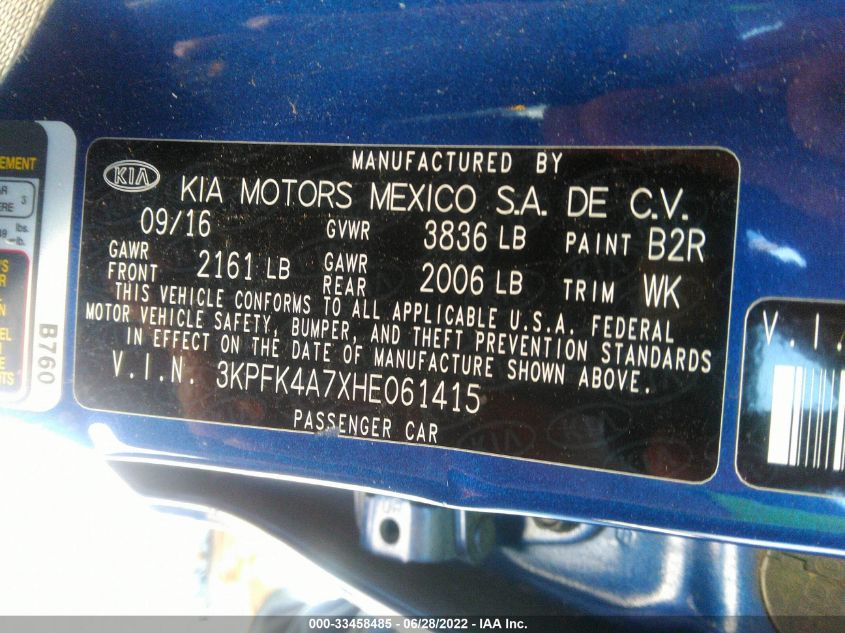 MANUFACTURED BY
KIA KIA MOTORS MEXICO S.A. DE C.V.
09/16 GVWR 3836 LB PAINT B2R
GAWR FRONT 2161 LB GAWR REAR 2006 LB TRIM WK
THIS VEHICLE CONFORMS TO ALL APPLICABLE U.S.A. FEDERAL
MOTOR VEHICLE SAFETY, BUMPER, AND THEFT PREVENTION STANDARDS
IN EFFECT ON THE DATE OF MANUFACTURE SHOWN ABOVE.
V.I.N. 3KPFK4A7XHE061415
PASSENGER CAR
B760
V.I.
000-33458485 - 06/28/2022 - IAA Inc.